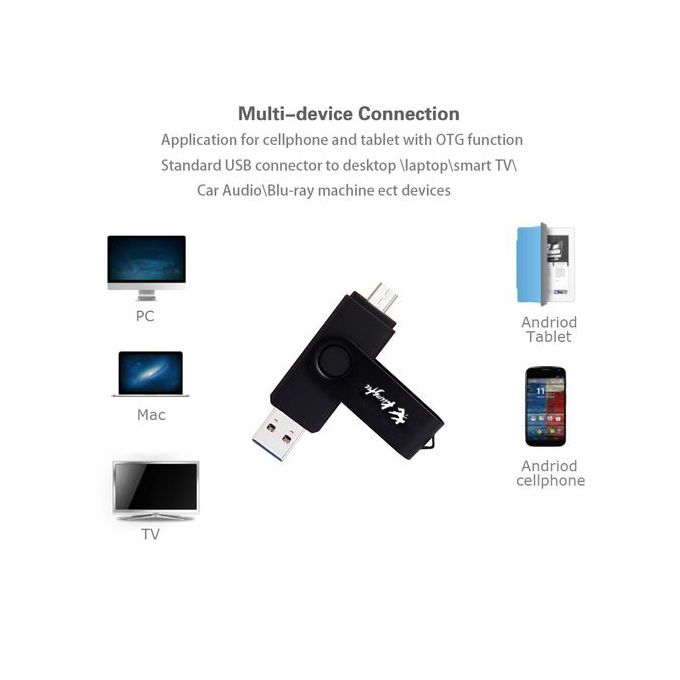 Multi-device Connection
Application for cellphone and tablet with OTG function
Standard USB connector to desktop \laptop\smart TV\
Car Audio\Blu-ray machine ect devices
PC
Andriod
Tablet
Mac
kungfu
Andriod
cellphone
TV